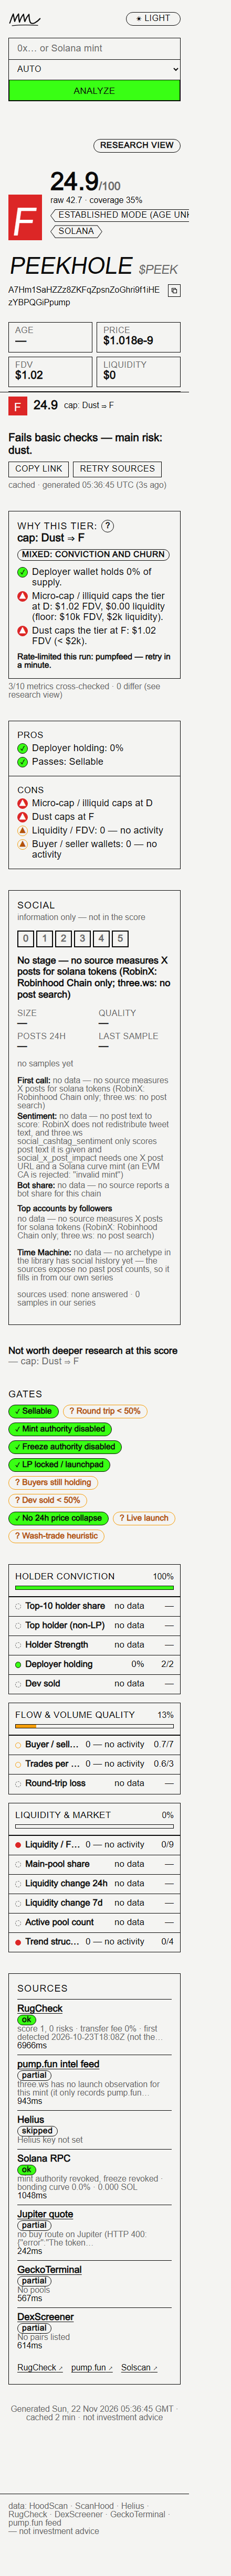 ☀ LIGHT
0x... or Solana mint
AUTO
ANALYZE
RESEARCH VIEW
F
24.9/100
raw 42.7 · coverage 35%
ESTABLISHED MODE (AGE UN
SOLANA
PEEKHOLE $PEEK
A7Hm1SaHZZz8ZKFqZpsnZoGhri9f1iHE
zYBPQGiPpump
AGE
—
PRICE
$1.018e-9
FDV
$1.02
LIQUIDITY
$0
F 24.9 cap: Dust ⇒ F
Fails basic checks — main risk:
dust.
COPY LINK
RETRY SOURCES
cached · generated 05:36:45 UTC (3s ago)
WHY THIS TIER: ?
cap: Dust ⇒ F
MIXED: CONVICTION AND CHURN
Deployer wallet holds 0% of
supply.
Micro-cap / illiquid caps the tier
at D: $1.02 FDV, $0.00 liquidity
(floor: $10k FDV, $2k liquidity).
Dust caps the tier at F: $1.02
FDV (< $2k).
Rate-limited this run: pumpfeed — retry in
a minute.
3/10 metrics cross-checked · 0 differ (see
research view)
PROS
Deployer holding: 0%
Passes: Sellable
CONS
Micro-cap / illiquid caps at D
Dust caps at F
Liquidity / FDV: 0 — no activity
Buyer / seller wallets: 0 — no
activity
SOCIAL
information only — not in the score
0 1 2 3 4 5
No stage — no source measures X
posts for solana tokens (RobinX:
Robinhood Chain only; three.ws: no
post search)
SIZE
—
QUALITY
—
POSTS 24H
—
LAST SAMPLE
—
no samples yet
First call: no data — no source measures
X posts for solana tokens (RobinX:
Robinhood Chain only; three.ws: no post
search)
Sentiment: no data — no post text to
score: RobinX does not redistribute tweet
text, and three.ws
social_cashtag_sentiment only scores
post text it is given and
social_x_post_impact needs one X post
URL and a Solana curve mint (an EVM
CA is rejected: "invalid mint")
Bot share: no data — no source reports a
bot share for this chain
Top accounts by followers
no data — no source measures X posts
for solana tokens (RobinX: Robinhood
Chain only; three.ws: no post search)
Time Machine: no data — no archetype in
the library has social history yet — the
sources expose no past post counts, so it
fills in from our own series
sources used: none answered · 0
samples in our series
Not worth deeper research at this score
— cap: Dust ⇒ F
GATES
✓ Sellable
? Round trip < 50%
✓ Mint authority disabled
✓ Freeze authority disabled
✓ LP locked / launchpad
? Buyers still holding
? Dev sold < 50%
✓ No 24h price collapse
? Live launch
? Wash-trade heuristic
HOLDER CONVICTION 100%
Top-10 holder share no data —
Top holder (non-LP) no data —
Holder Strength no data —
Deployer holding 0% 2/2
Dev sold no data —
FLOW & VOLUME QUALITY 13%
Buyer / sell… 0 — no activity 0.7/7
Trades per … 0 — no activity 0.6/3
Round-trip loss no data —
LIQUIDITY & MARKET 0%
Liquidity / F… 0 — no activity 0/9
Main-pool share no data —
Liquidity change 24h no data —
Liquidity change 7d no data —
Active pool count no data —
Trend struc… 0 — no activity 0/4
SOURCES
RugCheck
ok
score 1, 0 risks · transfer fee 0% · first
detected 2026-10-23T18:08Z (not the…
6966ms
pump.fun intel feed
partial
three.ws has no launch observation for
this mint (it only records pump.fun…
943ms
Helius
skipped
Helius key not set
Solana RPC
ok
mint authority revoked, freeze revoked ·
bonding curve 0.0% · 0.000 SOL
1048ms
Jupiter quote
partial
no buy route on Jupiter (HTTP 400:
{"error":"The token…
242ms
GeckoTerminal
partial
No pools
567ms
DexScreener
partial
No pairs listed
614ms
RugCheck ↗ pump.fun ↗ Solscan ↗
Generated Sun, 22 Nov 2026 05:36:45 GMT ·
cached 2 min · not investment advice
data: HoodScan · ScanHood · Helius ·
RugCheck · DexScreener · GeckoTerminal ·
pump.fun feed
— not investment advice